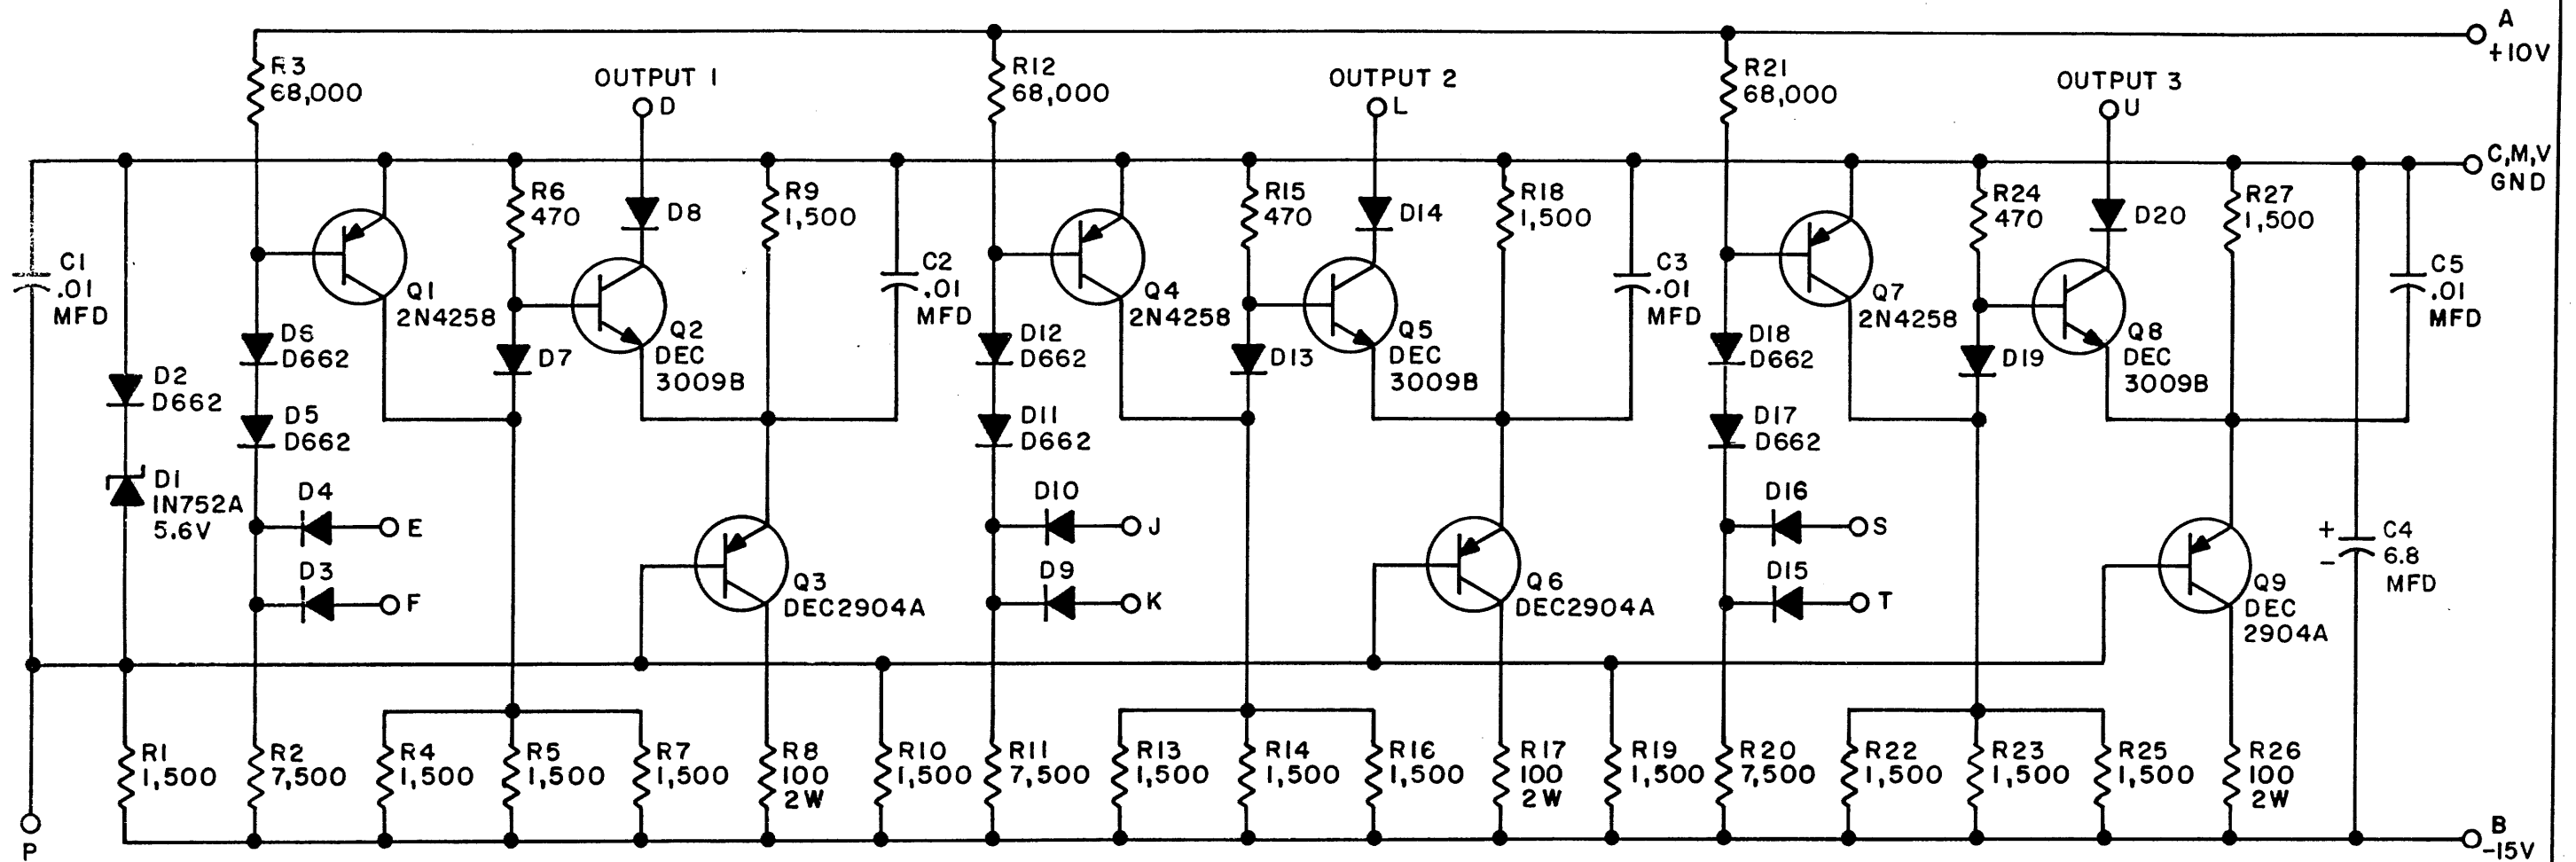 A
+10V
R3
68,000
OUTPUT 1
D
R12
68,000
OUTPUT 2
L
R21
68,000
OUTPUT 3
U
C,M,V
GND
R6
470
D8
R9
1,500
R15
470
D14
R18
1,500
R24
470
D20
R27
1,500
C1
.01
MFD
Q1
2N4258
C2
.01
MFD
Q4
2N4258
C3
.01
MFD
Q7
2N4258
C5
.01
MFD
D6
D662
D7
Q2
DEC
3009B
D12
D662
D13
Q5
DEC
3009B
D18
D662
D19
Q8
DEC
3009B
D2
D662
D5
D662
D11
D662
D17
D662
D1
IN752A
5.6V
D4
E
D10
J
D16
S
+
-
C4
6.8
MFD
D3
F
Q3
DEC2904A
D9
K
Q6
DEC2904A
D15
T
Q9
DEC
2904A
R1
1,500
R2
7,500
R4
1,500
R5
1,500
R7
1,500
R8
100
2W
R10
1,500
R11
7,500
R13
1,500
R14
1,500
R16
1,500
R17
100
2W
R19
1,500
R20
7,500
R22
1,500
R23
1,500
R25
1,500
R26
100
2W
P
B
-15V